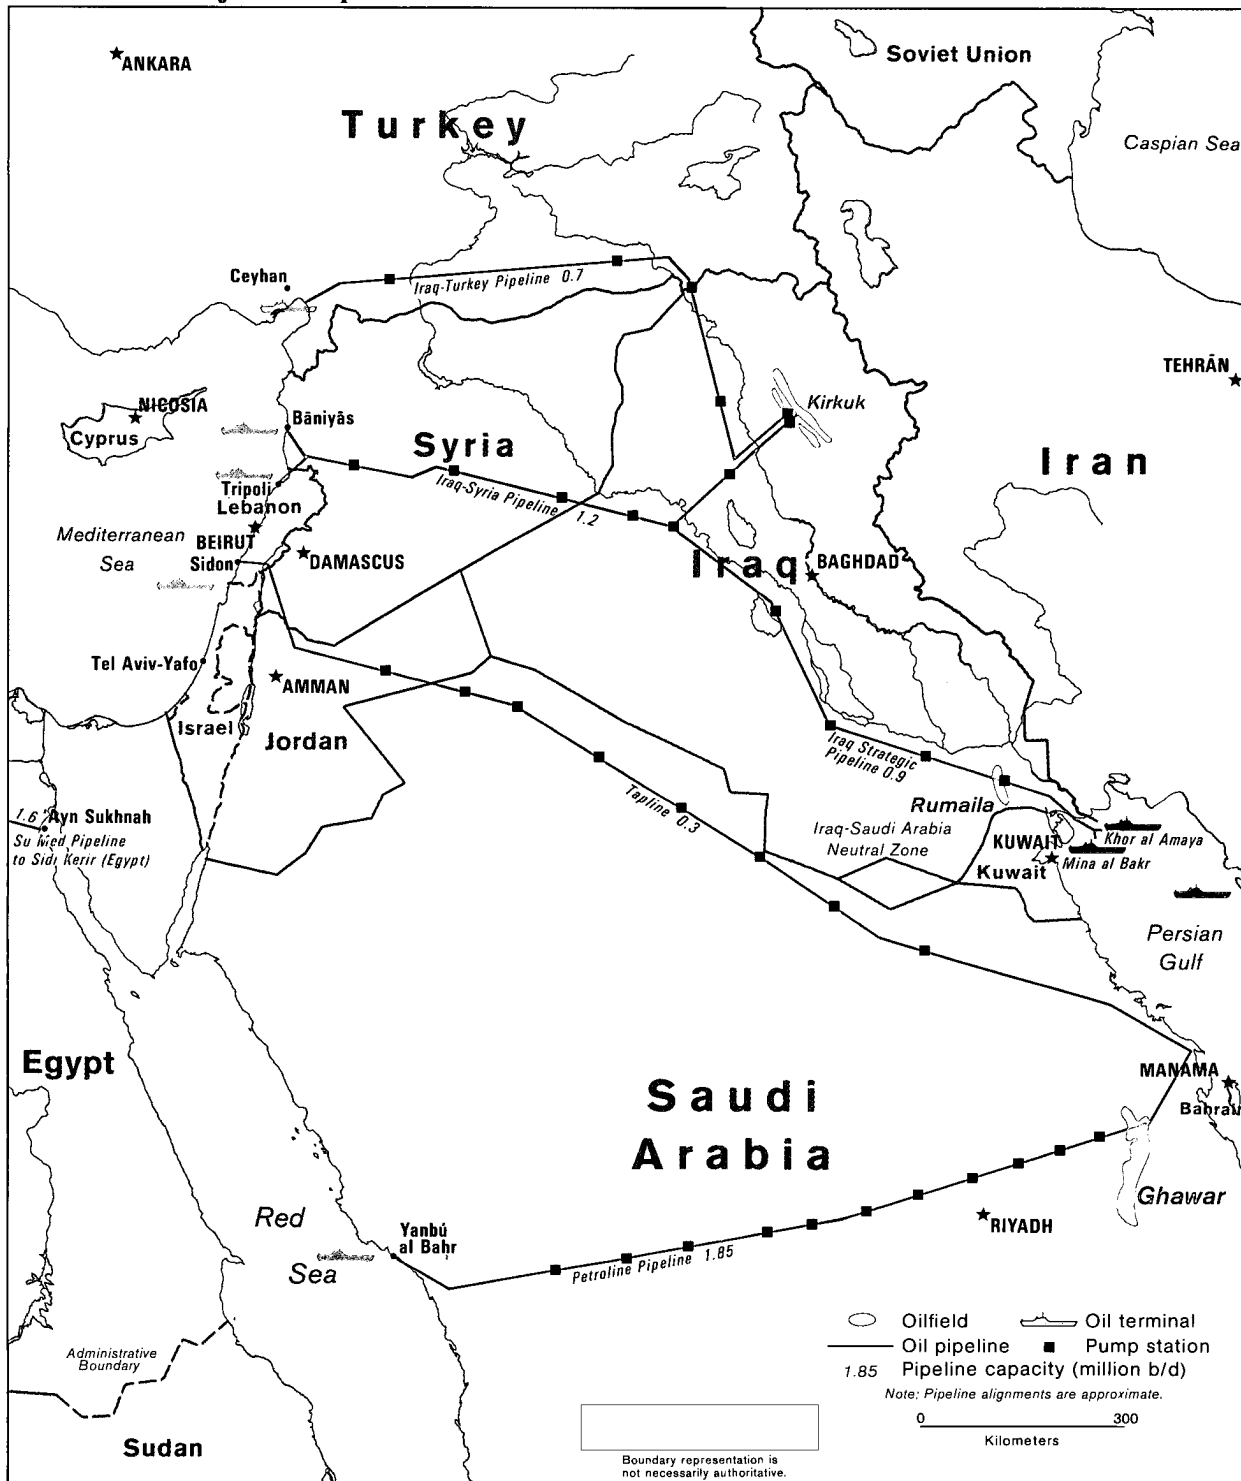 Soviet Union
ANKARA
Turkey
Caspian Sea
Ceyhan
Iraq-Turkey Pipeline 0.7
TEHRĀN
NICOSIA
Kirkuk
Bāniyās
Cyprus
Syria
Iran
Iraq-Syria Pipeline 1.2
Tripoli
Lebanon
Mediterranean
Sea
BEIRUT
Sidon
DAMASCUS
Iraq
BAGHDAD
Tel Aviv-Yafo
AMMAN
Israel
Jordan
Iraq Strategic
Pipeline 0.9
Tapline 0.3
Rumaila
1.6
'Ayn Sukhnah
Su Med Pipeline
to Sidi Kerir (Egypt)
Iraq-Saudi Arabia
Neutral Zone
KUWAIT
Kuwait
Khor al Amaya
Mina al Bakr
Persian
Gulf
Egypt
MANAMA
Bahrain
Saudi
Arabia
Ghawar
Red
Sea
Yanbú
al Bahr
RIYADH
Petroline Pipeline 1.85
Oilfield
Oil terminal
Oil pipeline
Pump station
1.85 Pipeline capacity (million b/d)
Note: Pipeline alignments are approximate.
0 300
Kilometers
Administrative
Boundary
Sudan
Boundary representation is
not necessarily authoritative.